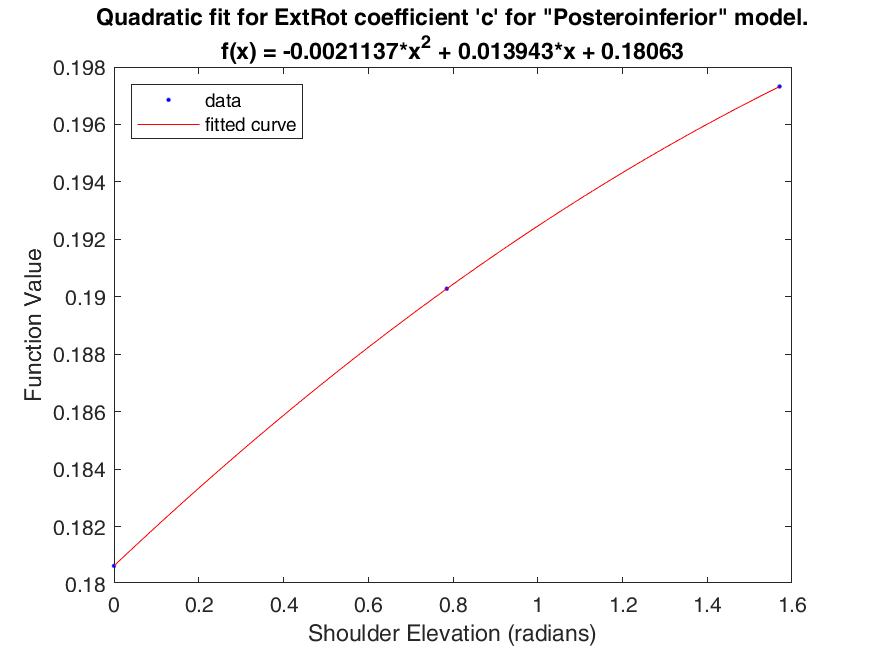 Quadratic fit for ExtRot coefficient 'c' for "Posteroinferior" model.
f(x) = -0.0021137*x² + 0.013943*x + 0.18063
0.198
0.196
0.194
0.192
0.19
0.188
0.186
0.184
0.182
0.18
Function Value
data
fitted curve
0 0.2 0.4 0.6 0.8 1 1.2 1.4 1.6
Shoulder Elevation (radians)